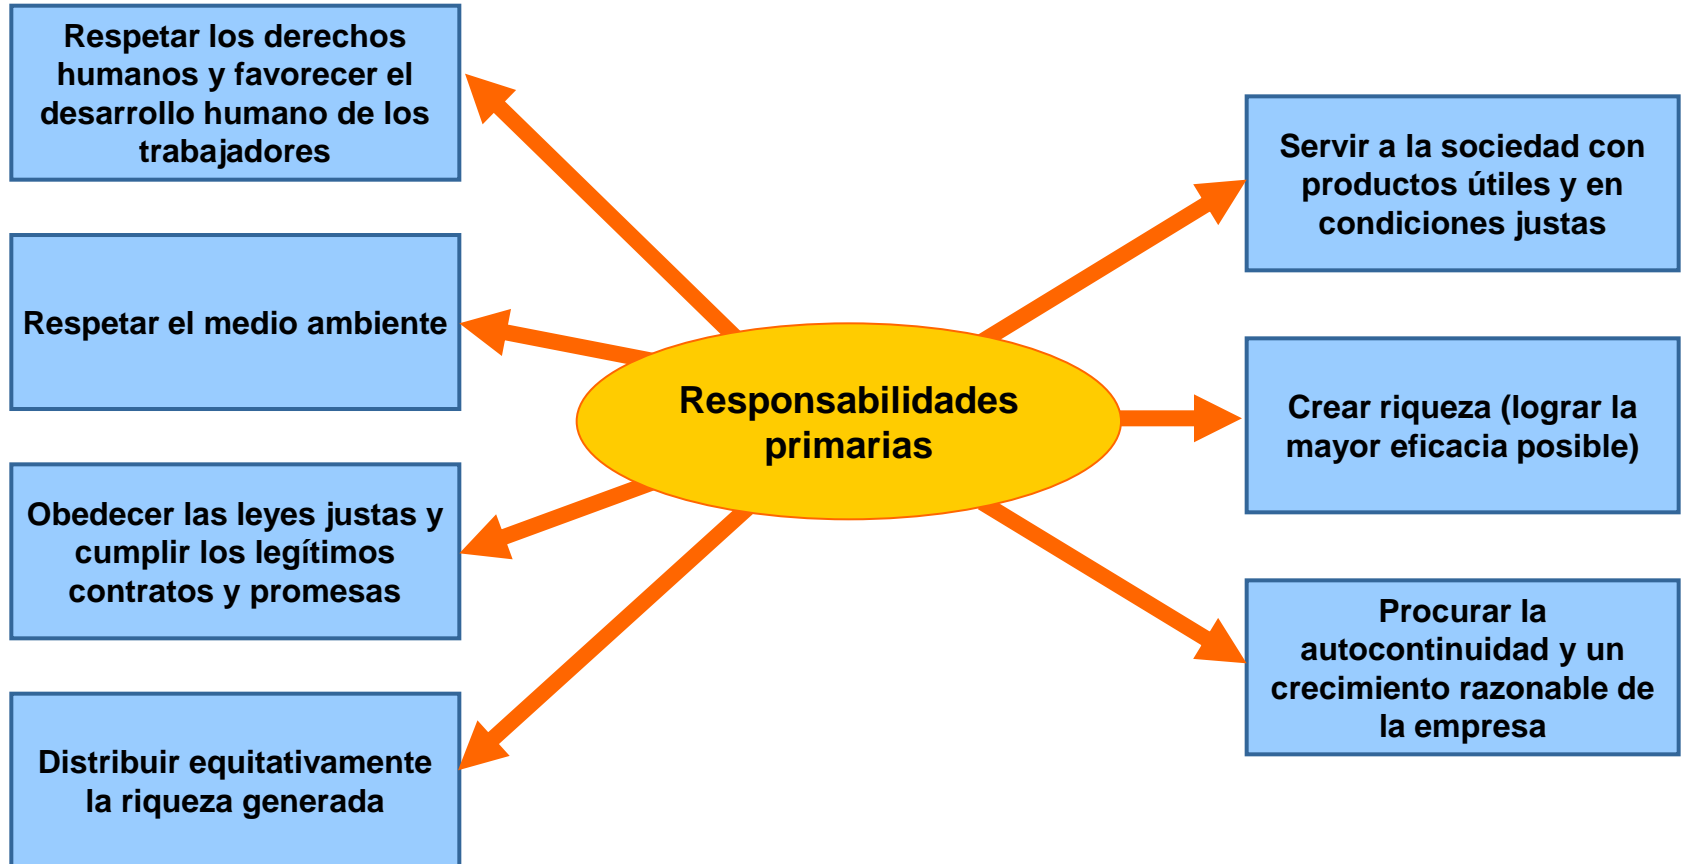 Respetar los derechos
humanos y favorecer el
desarrollo humano de los
trabajadores
Respetar el medio ambiente
Obedecer las leyes justas y
cumplir los legítimos
contratos y promesas
Distribuir equitativamente
la riqueza generada
Responsabilidades
primarias
Servir a la sociedad con
productos útiles y en
condiciones justas
Crear riqueza (lograr la
mayor eficacia posible)
Procurar la
autocontinuidad y un
crecimiento razonable de
la empresa